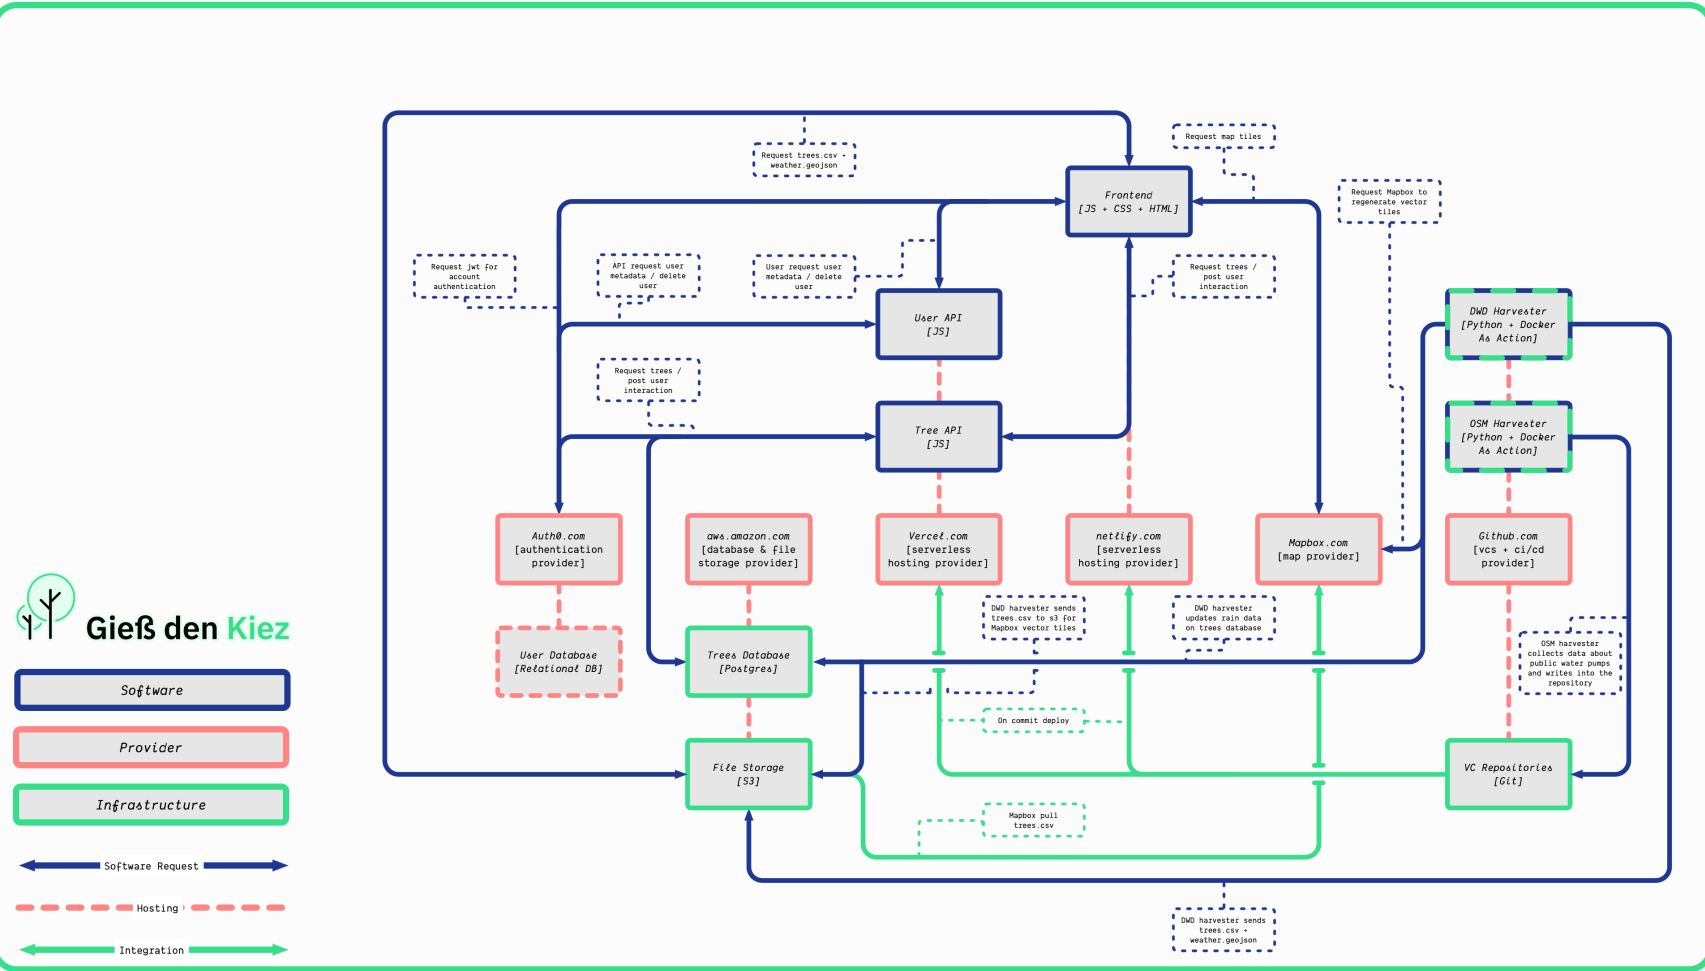 Request trees.csv +
weather.geojson
Request map tiles
Request Mapbox to
regenerate vector
tiles
Frontend
[JS + CSS + HTML]
Request jwt for
account
authentication
API request user
metadata / delete
user
User request user
metadata / delete
user
Request trees /
post user
interaction
User API
[JS]
DWD Harvester
[Python + Docker
As Action]
Request trees /
post user
interaction
Tree API
[JS]
OSM Harvester
[Python + Docker
As Action]
Auth0.com
[authentication
provider]
aws.amazon.com
[database & file
storage provider]
Vercel.com
[serverless
hosting provider]
netlify.com
[serverless
hosting provider]
Mapbox.com
[map provider]
Github.com
[vcs + ci/cd
provider]
DWD harvester sends
trees.csv to s3 for
Mapbox vector tiles
DWD harvester
updates rain data
on trees database
OSM harvester
collects data about
public water pumps
and writes into the
repository
User Database
[Relational DB]
Trees Database
[Postgres]
On commit deploy
File Storage
[S3]
VC Repositories
[Git]
Mapbox pull
trees.csv
DWD harvester sends
trees.csv +
weather.geojson
Gieß den Kiez
Software
Provider
Infrastructure
Software Request
Hosting
Integration